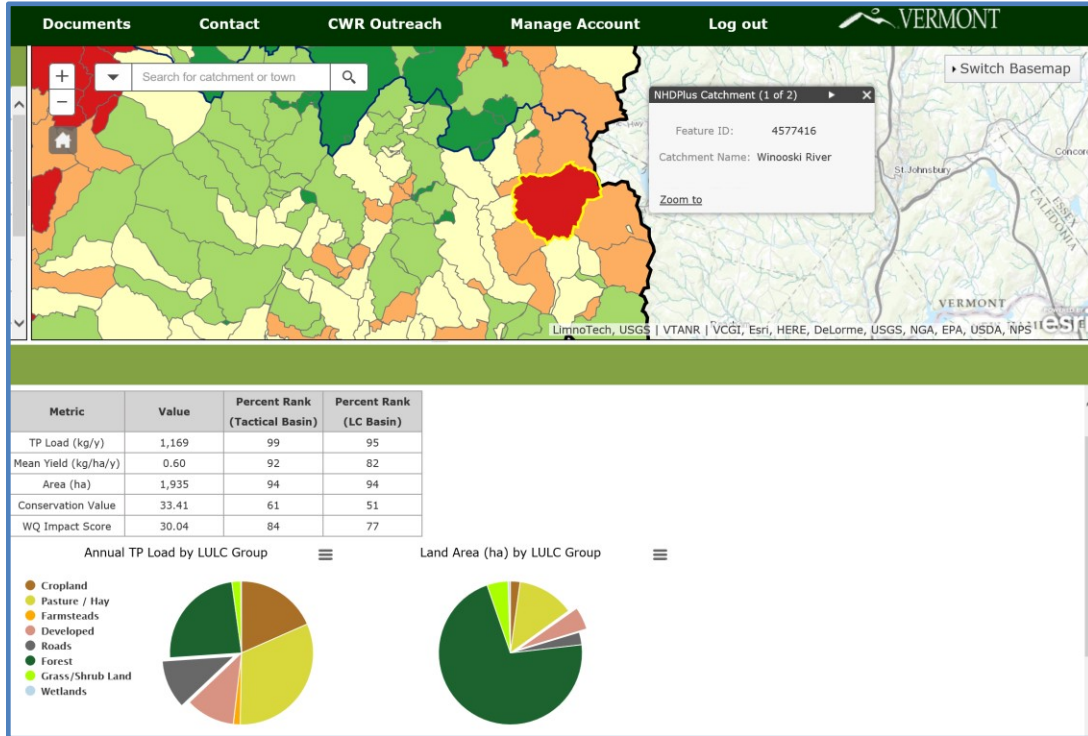 Documents
Contact
CWR Outreach
Manage Account
Log out
VERMONT
+
Search for catchment or town
−
Switch Basemap
NHDPlus Catchment (1 of 2)
Feature ID: 4577416
Catchment Name: Winooski River
Zoom to
St Johnsbury
Concord
ESSEX
CALEDONIA
VERMONT
LimnoTech, USGS | VTANR | VCGI, Esri, HERE, DeLorme, USGS, NGA, EPA, USDA, NPS
esri
Metric Value Percent Rank (Tactical Basin) Percent Rank (LC Basin)
TP Load (kg/y) 1,169 99 95
Mean Yield (kg/ha/y) 0.60 92 82
Area (ha) 1,935 94 94
Conservation Value 33.41 61 51
WQ Impact Score 30.04 84 77
Annual TP Load by LULC Group
Cropland
Pasture / Hay
Farmsteads
Developed
Roads
Forest
Grass/Shrub Land
Wetlands
Land Area (ha) by LULC Group